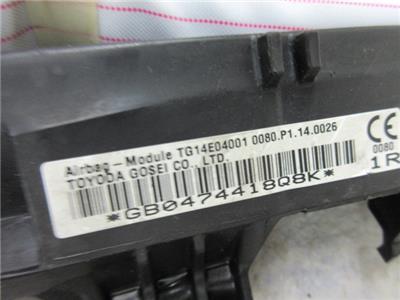 Airbag - Module TG14E04001 0080.P1.14.0026
TOYODA GOSEI CO., LTD.
*GB0474418Q8K*
CE
0080
1R